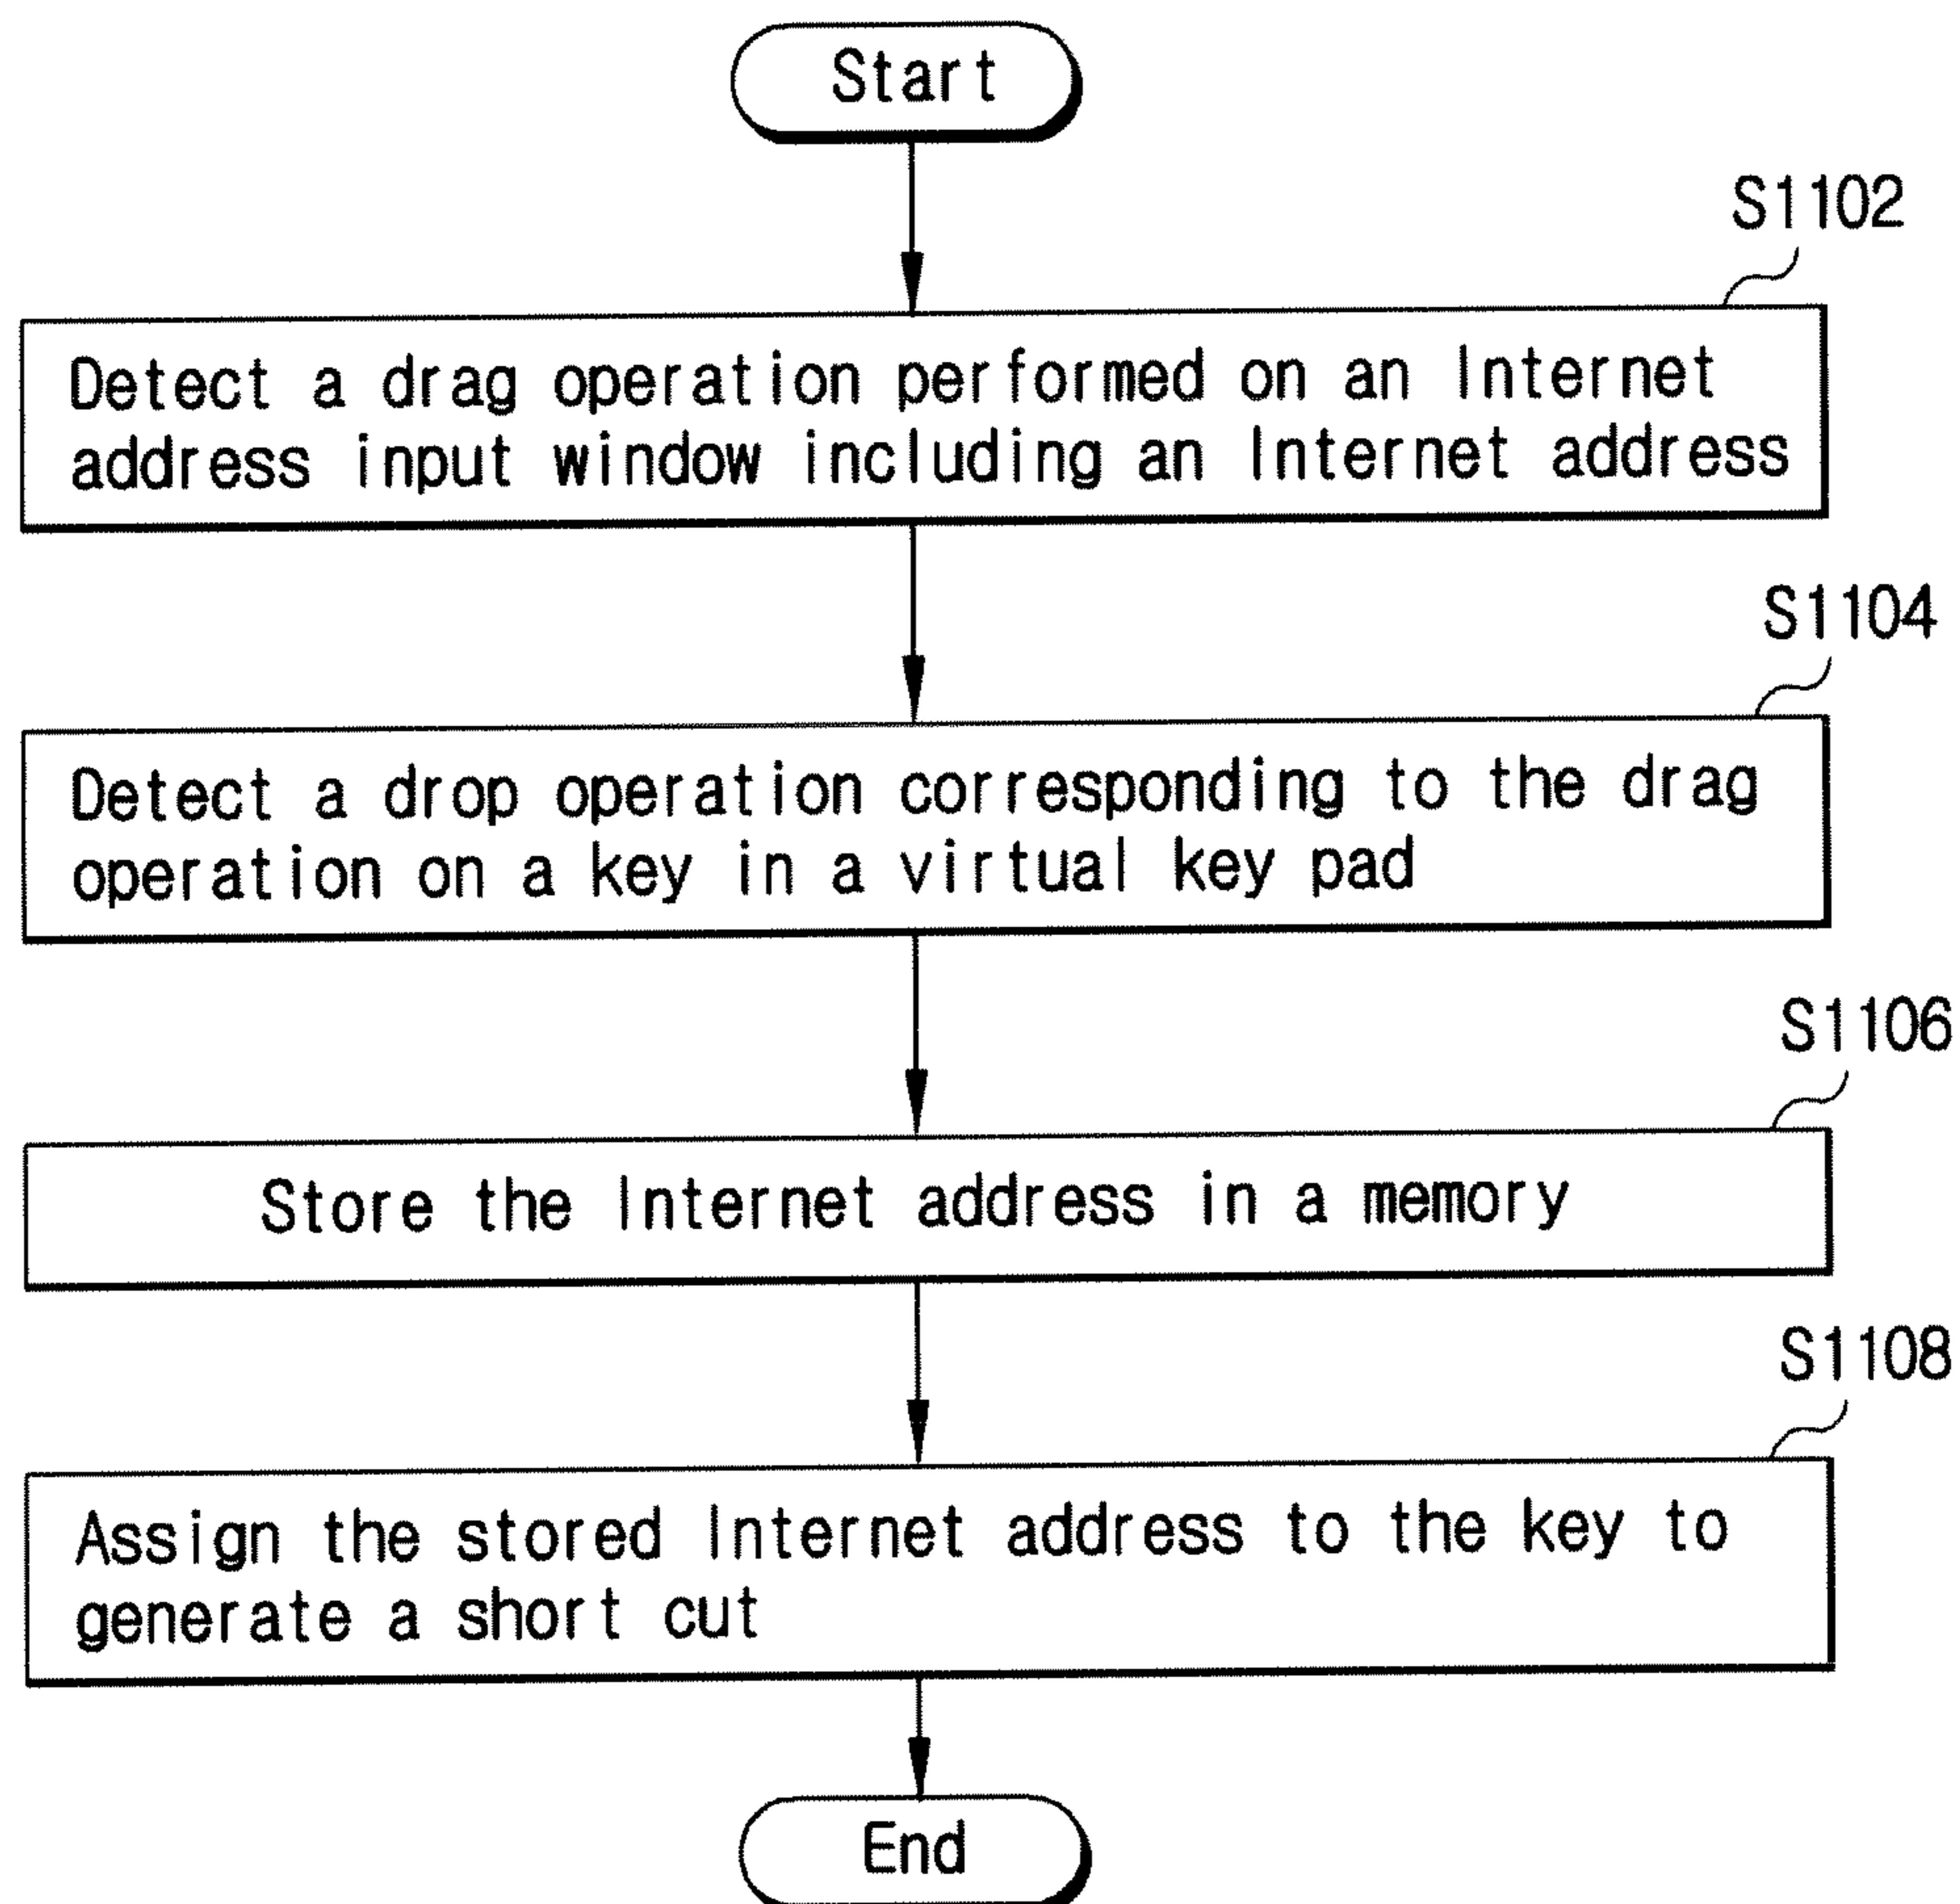 Start
S1102
Detect a drag operation performed on an Internet
address input window including an Internet address
S1104
Detect a drop operation corresponding to the drag
operation on a key in a virtual key pad
S1106
Store the Internet address in a memory
S1108
Assign the stored Internet address to the key to
generate a short cut
End